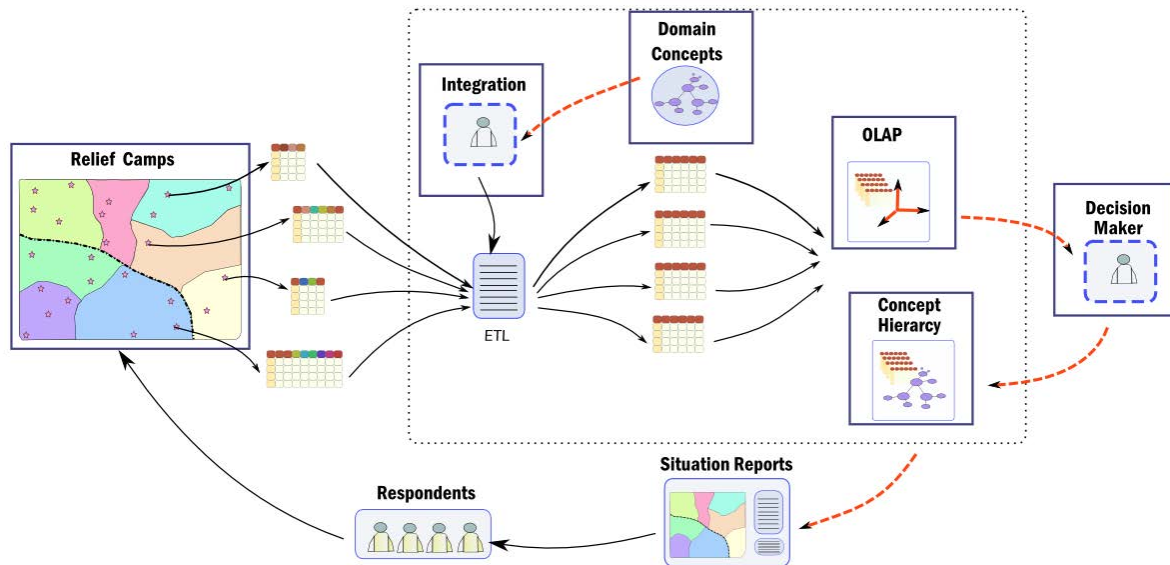 Domain
Concepts
Integration
OLAP
Relief Camps
Decision
Maker
Concept
Hierarcy
ETL
Situation Reports
Respondents